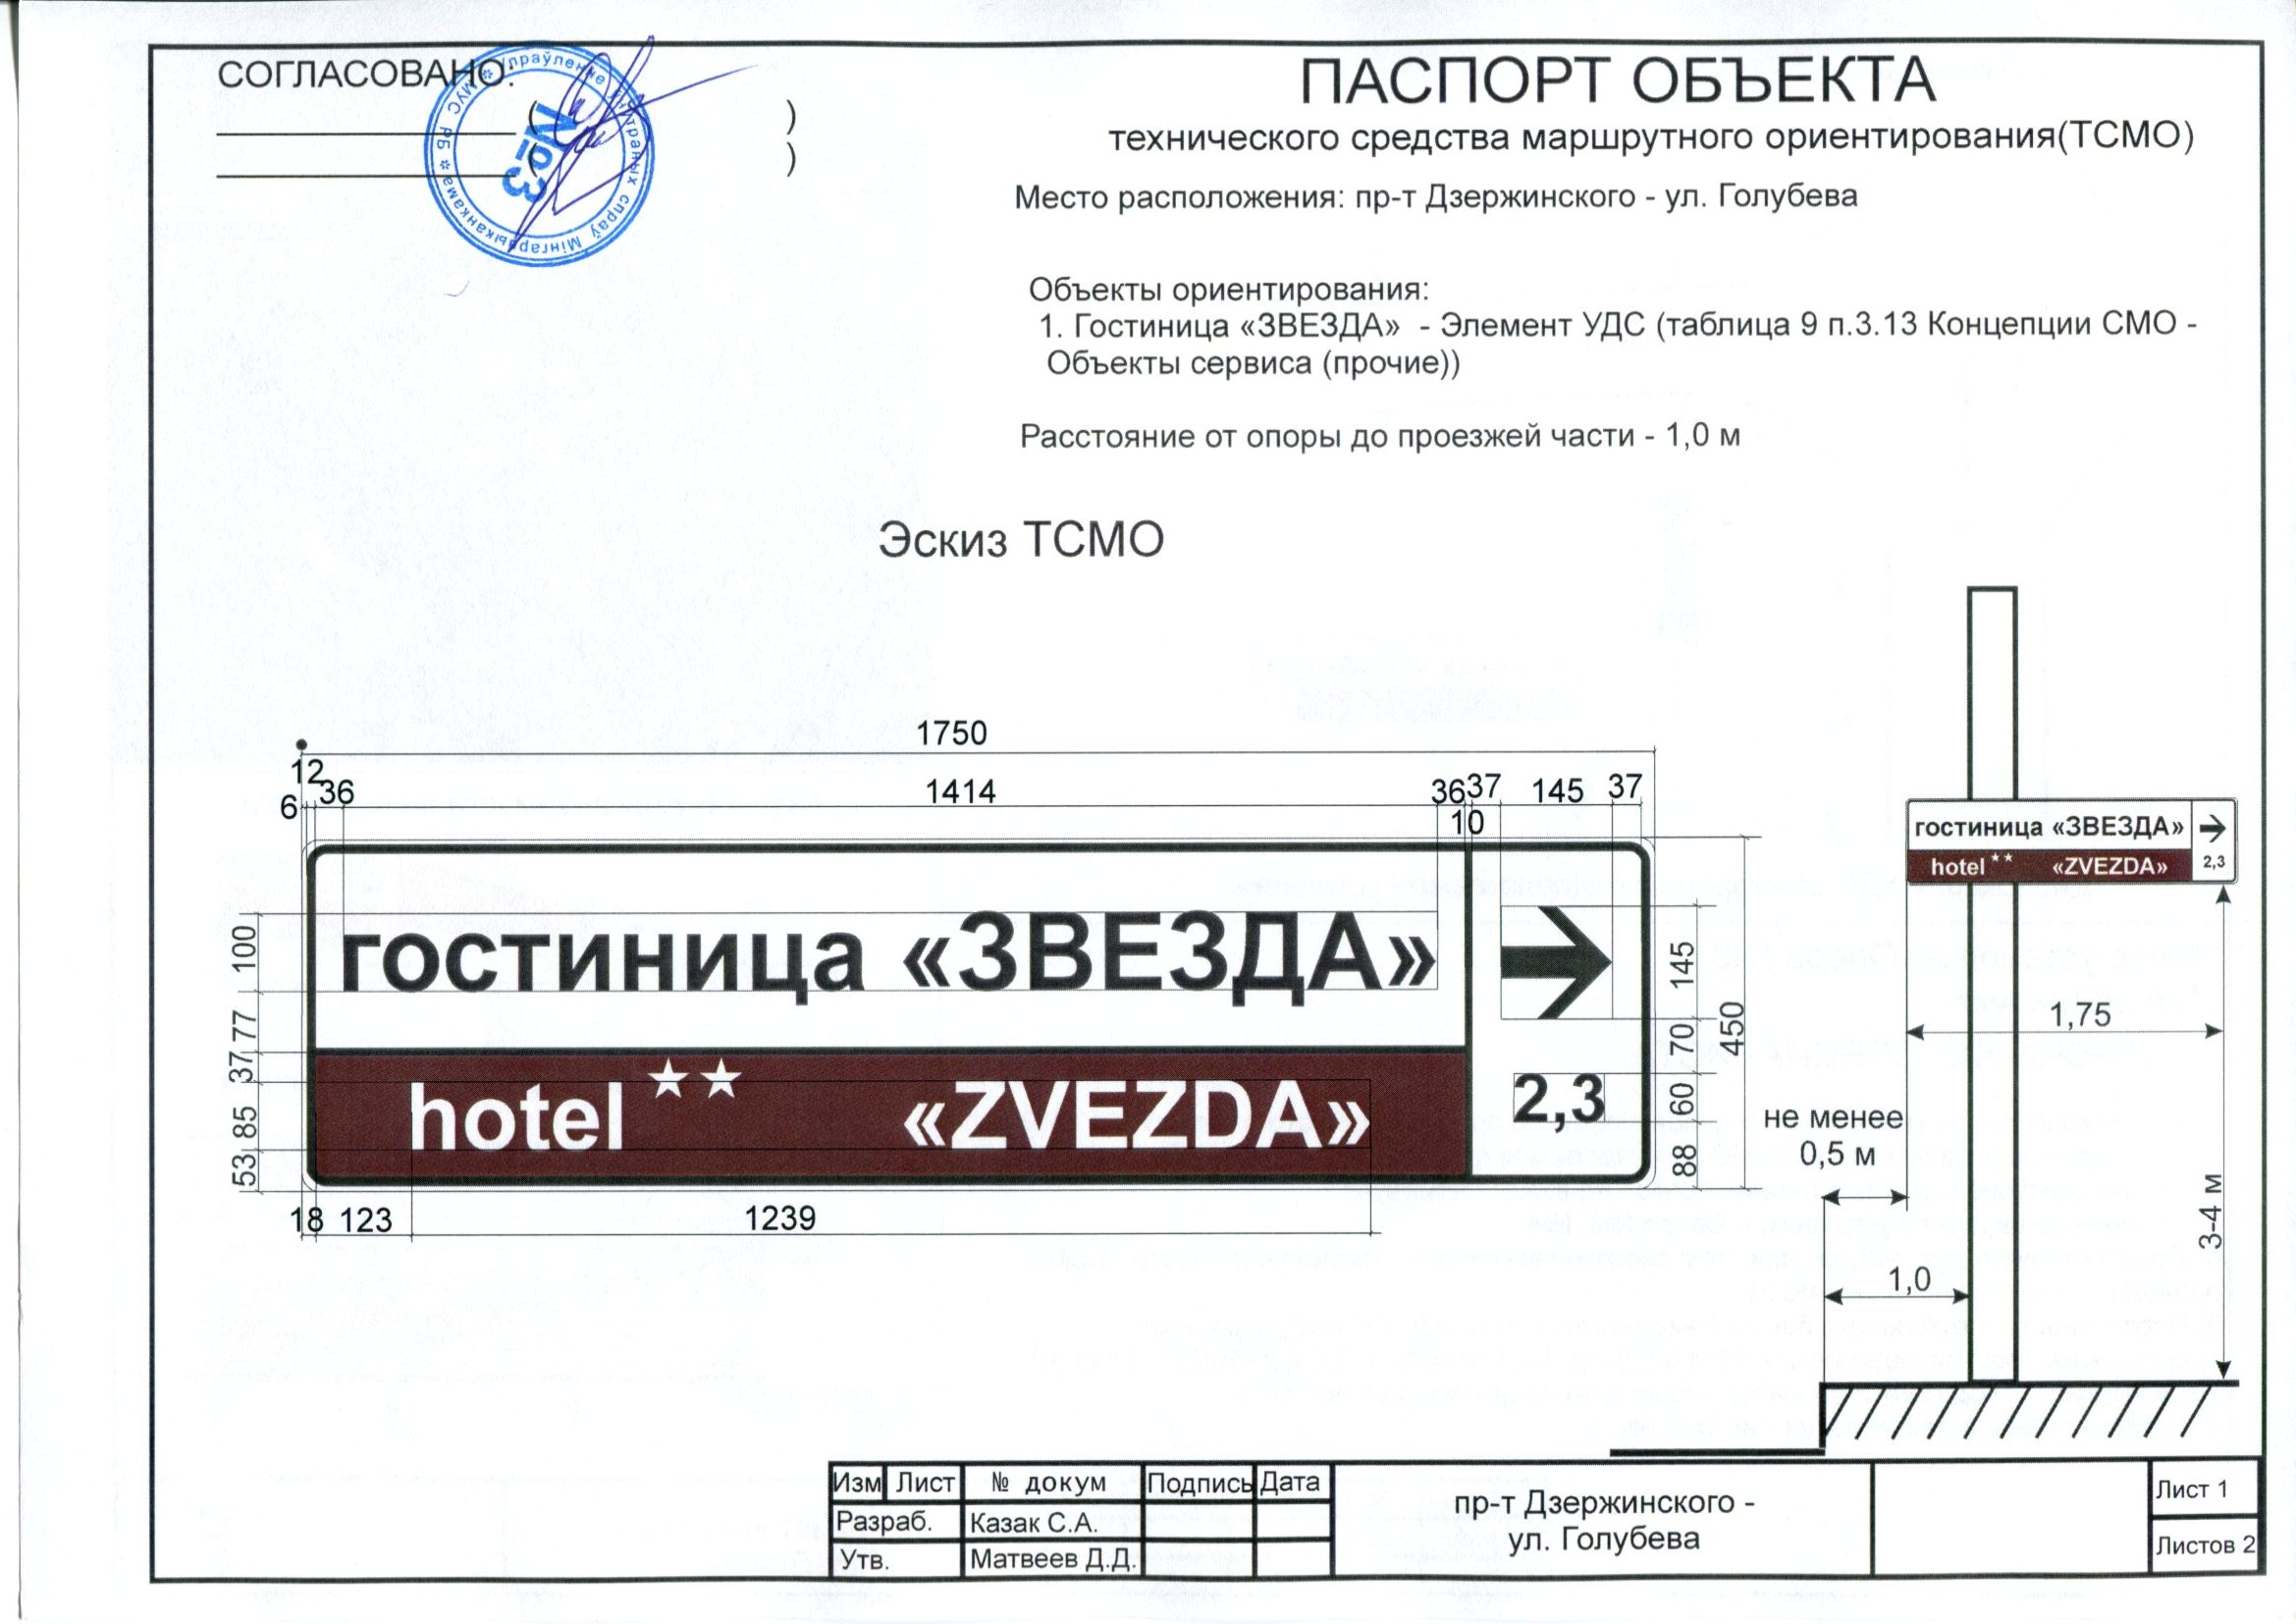 СОГЛАСОВАНО:
( )
( )
Упраўленне ўнутраных спраў Мінгарвыканкама * МУС РБ *
№3
ПАСПОРТ ОБЪЕКТА
технического средства маршрутного ориентирования(ТСМО)
Место расположения: пр-т Дзержинского - ул. Голубева
Объекты ориентирования:
1. Гостиница «ЗВЕЗДА» - Элемент УДС (таблица 9 п.3.13 Концепции СМО -
Объекты сервиса (прочие))
Расстояние от опоры до проезжей части - 1,0 м
Эскиз ТСМО
1750
12
6 36 1414 36 37 145 37
10
гостиница «ЗВЕЗДА»
hotel ★★ «ZVEZDA»
2,3
100
77
37
85
53
145
70
60
88
450
18 123 1239
гостиница «ЗВЕЗДА»
hotel ★★ «ZVEZDA»
2,3
1,75
не менее
0,5 м
3-4 м
1,0
Изм Лист № докум Подпись Дата
Разраб. Казак С.А.
Утв. Матвеев Д.Д.
пр-т Дзержинского -
ул. Голубева
Лист 1
Листов 2